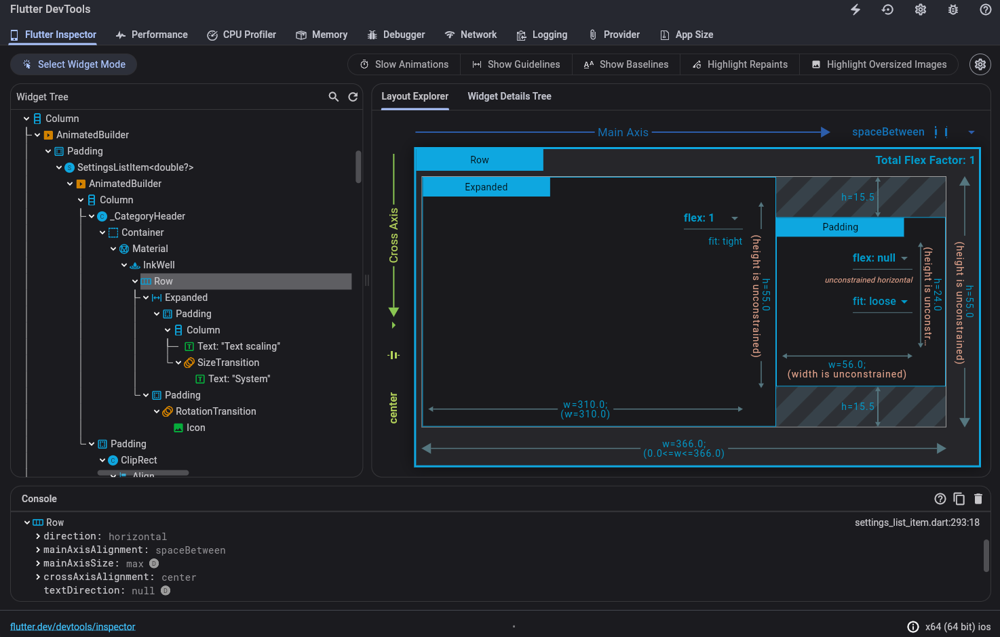 Flutter DevTools
Flutter Inspector Performance CPU Profiler Memory Debugger Network Logging Provider App Size
Select Widget Mode Slow Animations Show Guidelines Show Baselines Highlight Repaints Highlight Oversized Images
Widget Tree
Column
AnimatedBuilder
Padding
SettingsListItem<double?>
AnimatedBuilder
Column
_CategoryHeader
Container
Material
InkWell
Row
Expanded
Padding
Column
Text: "Text scaling"
SizeTransition
Text: "System"
Padding
RotationTransition
Icon
Padding
ClipRect
Align
Layout Explorer Widget Details Tree
Main Axis spaceBetween
Cross Axis
center
Row Total Flex Factor: 1
Expanded
flex: 1
fit: tight
h=55.0
(height is unconstrained)
w=310.0;
(w=310.0)
h=15.5
Padding
flex: null
unconstrained horizontal
fit: loose
h=24.0
(height is unconstr...
w=56.0;
(width is unconstrained)
h=15.5
h=55.0
(height is unconstrained)
w=366.0;
(0.0<=w<=366.0)
Console
Row settings_list_item.dart:293:18
direction: horizontal
mainAxisAlignment: spaceBetween
mainAxisSize: max D
crossAxisAlignment: center
textDirection: null D
flutter.dev/devtools/inspector x64 (64 bit) ios